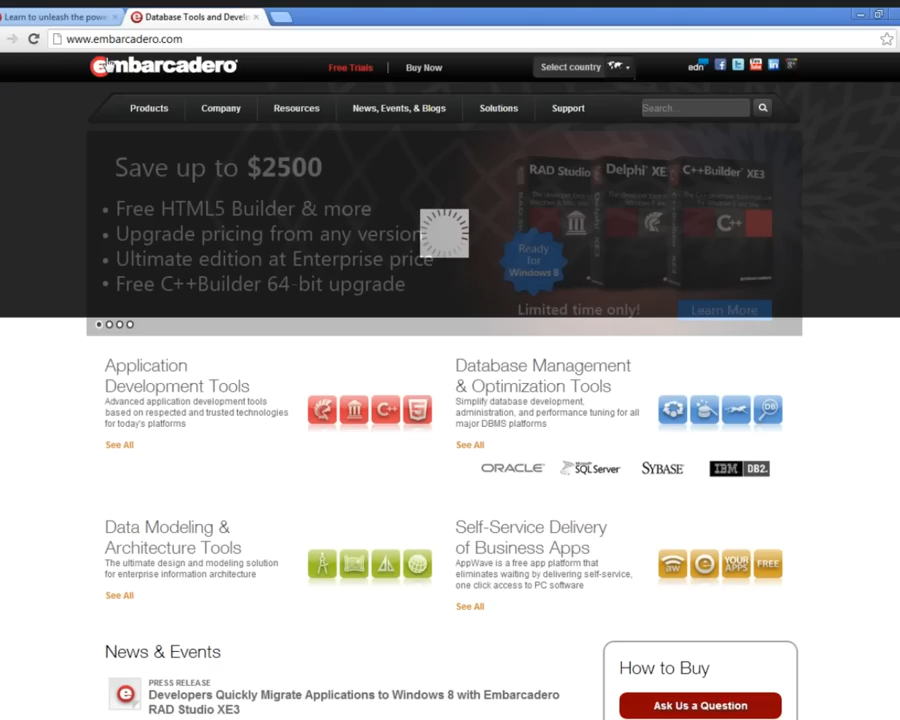 Learn to unleash the powe
Database Tools and Develo
www.embarcadero.com
embarcadero
Free Trials
Buy Now
Select country
edn
Products
Company
Resources
News, Events, & Blogs
Solutions
Support
Search...
Save up to $2500
• Free HTML5 Builder & more
• Upgrade pricing from any version
• Ultimate edition at Enterprise price
• Free C++Builder 64-bit upgrade
RAD Studio
Delphi XE
C++Builder XE3
C++
Ready
for
Windows 8
Limited time only!
Learn More
Application
Development Tools
Advanced application development tools
based on respected and trusted technologies
for today's platforms
See All
C++
Database Management
& Optimization Tools
Simplify database development,
administration, and performance tuning for all
major DBMS platforms
See All
DB
ORACLE
SQL Server
SYBASE
IBM DB2.
Data Modeling &
Architecture Tools
The ultimate design and modeling solution
for enterprise information architecture
See All
Self-Service Delivery
of Business Apps
AppWave is a free app platform that
eliminates waiting by delivering self-service,
one click access to PC software
See All
aw
YOUR
APPS
FREE
News & Events
PRESS RELEASE
Developers Quickly Migrate Applications to Windows 8 with Embarcadero
RAD Studio XE3
How to Buy
Ask Us a Question